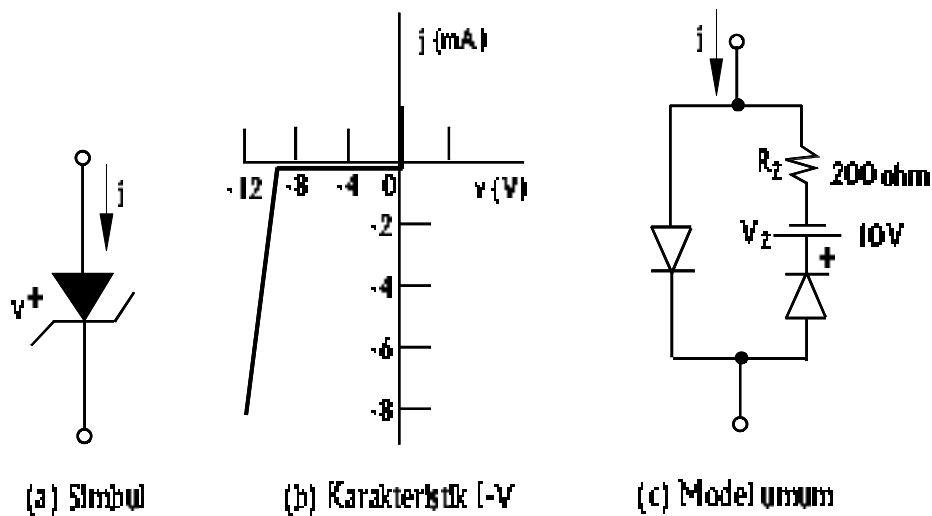 i
v +
(a) Simbul
i (mA)
-12 -8 -4 0 v (V)
-2
-4
-6
-8
(b) Karakteristik I-V
i
Rz 200 ohm
Vz 10V
+
(c) Model umum